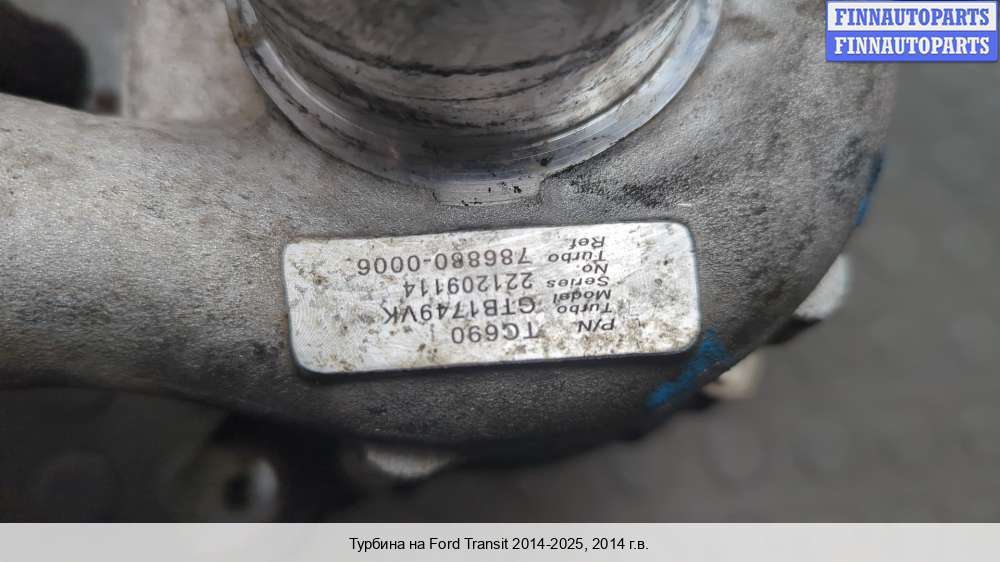 FINNAUTOPARTS
FINNAUTOPARTS
P/N TC690
Turbo Model GTB1749VK
Series No. 221209114
Turbo Ref 786880-0006
Турбина на Ford Transit 2014-2025, 2014 г.в.